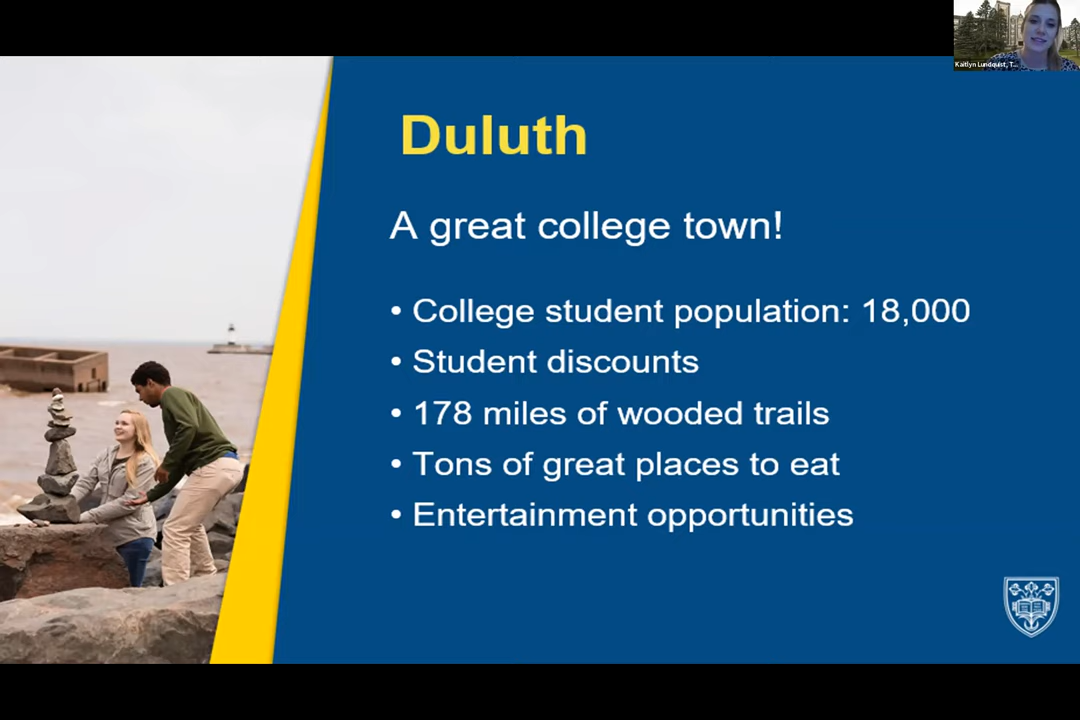 Kaitlyn Lundquist, T...
Duluth
A great college town!
• College student population: 18,000
• Student discounts
• 178 miles of wooded trails
• Tons of great places to eat
• Entertainment opportunities